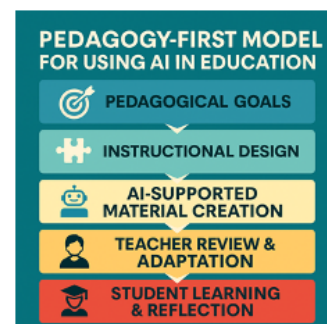 PEDAGOGY-FIRST MODEL
FOR USING AI IN EDUCATION
PEDAGOGICAL GOALS
INSTRUCTIONAL DESIGN
AI-SUPPORTED
MATERIAL CREATION
TEACHER REVIEW &
ADAPTATION
STUDENT LEARNING
& REFLECTION